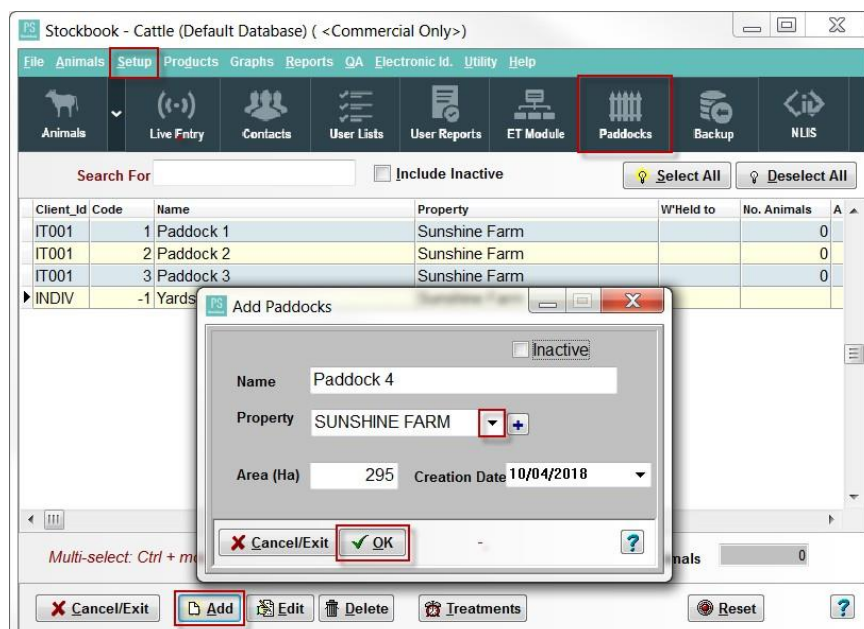 PS Stockbook - Cattle (Default Database) ( <Commercial Only>)
File Animals Setup Products Graphs Reports QA Electronic Id. Utility Help
Animals Live Entry Contacts User Lists User Reports ET Module Paddocks Backup NLIS
Search For Include Inactive Select All Deselect All
Client_Id Code Name Property W'Held to No. Animals A
IT001 1 Paddock 1 Sunshine Farm 0
IT001 2 Paddock 2 Sunshine Farm 0
IT001 3 Paddock 3 Sunshine Farm 0
INDIV -1 Yards
PS Add Paddocks
Inactive
Name Paddock 4
Property SUNSHINE FARM
Area (Ha) 295 Creation Date 10/04/2018
Cancel/Exit OK - ?
Multi-select: Ctrl + 0
Cancel/Exit Add Edit Delete Treatments Reset ?